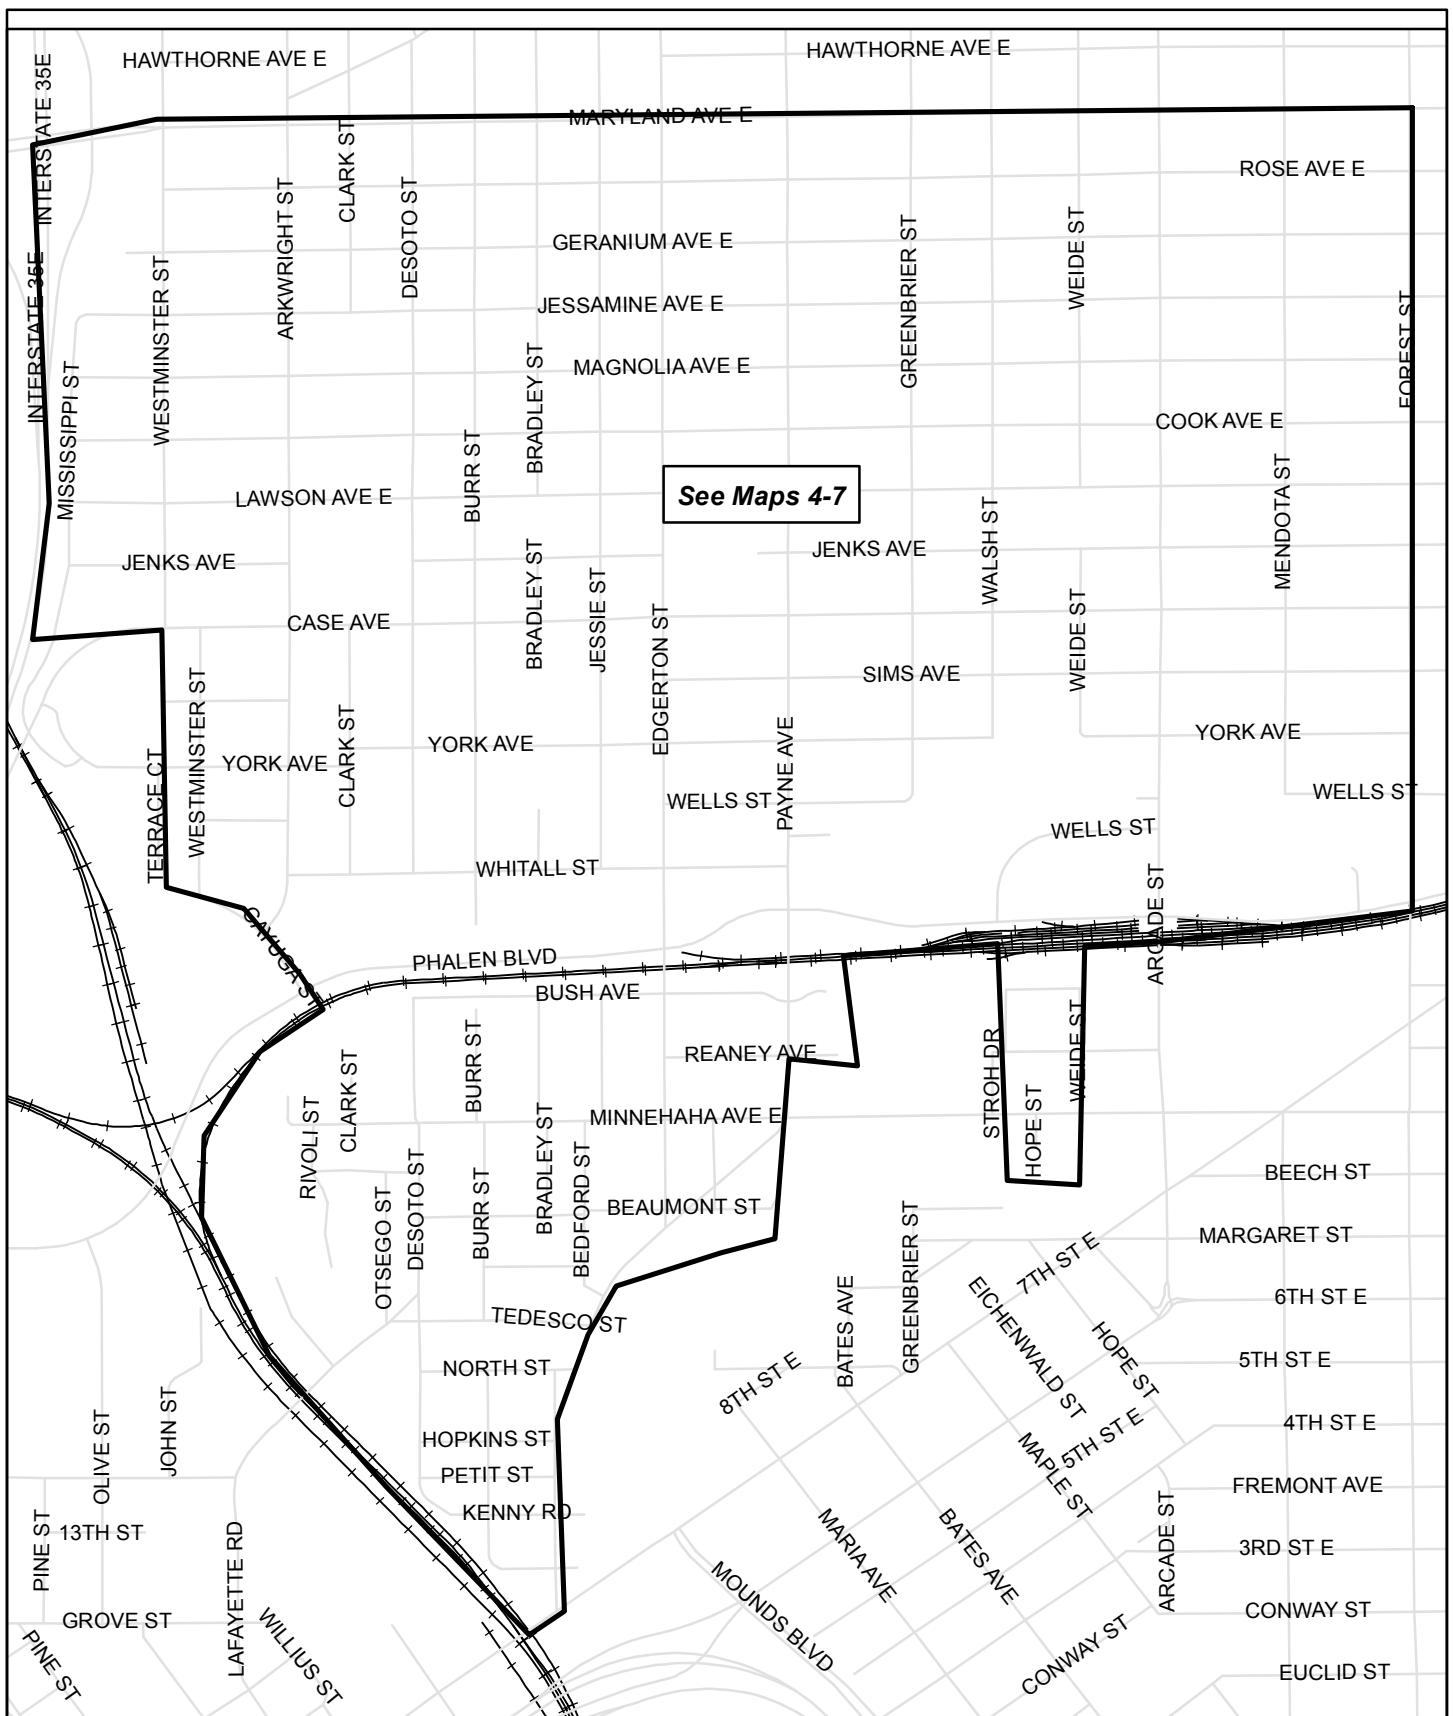 HAWTHORNE AVE E
HAWTHORNE AVE E
INTERSTATE 35E
MARYLAND AVE E
CLARK ST
ROSE AVE E
ARKWRIGHT ST
DESOTO ST
GERANIUM AVE E
GREENBRIER ST
WEIDE ST
INTERSTATE 35E
WESTMINSTER ST
JESSAMINE AVE E
FOREST ST
MAGNOLIA AVE E
MISSISSIPPI ST
BRADLEY ST
COOK AVE E
BURR ST
LAWSON AVE E
See Maps 4-7
MENDOTA ST
WALSH ST
JENKS AVE
JENKS AVE
BRADLEY ST
JESSIE ST
CASE AVE
EDGERTON ST
WEIDE ST
SIMS AVE
WESTMINSTER ST
CLARK ST
YORK AVE
YORK AVE
YORK AVE
PAYNE AVE
TERRACE CT
WELLS ST
WELLS ST
WELLS ST
WHITALL ST
ARCADE ST
CAYUGA ST
PHALEN BLVD
BUSH AVE
REANEY AVE
BURR ST
CLARK ST
STROH DR
WEIDE ST
HOPE ST
MINNEHAHA AVE E
RIVOLI ST
BRADLEY ST
BEDFORD ST
DESOTO ST
BURR ST
OTSEGO ST
BEAUMONT ST
BEECH ST
GREENBRIER ST
MARGARET ST
7TH ST E
6TH ST E
EICHENWALD ST
HOPE ST
TEDESCO ST
BATES AVE
NORTH ST
8TH ST E
5TH ST E
4TH ST E
5TH ST E
OLIVE ST
JOHN ST
HOPKINS ST
PETIT ST
MAPLE ST
FREMONT AVE
KENNY RD
PINE ST
13TH ST
LAFAYETTE RD
MARIA AVE
BATES AVE
ARCADE ST
3RD ST E
MOUNDS BLVD
GROVE ST
WILLIUS ST
CONWAY ST
CONWAY ST
PINE ST
EUCLID ST